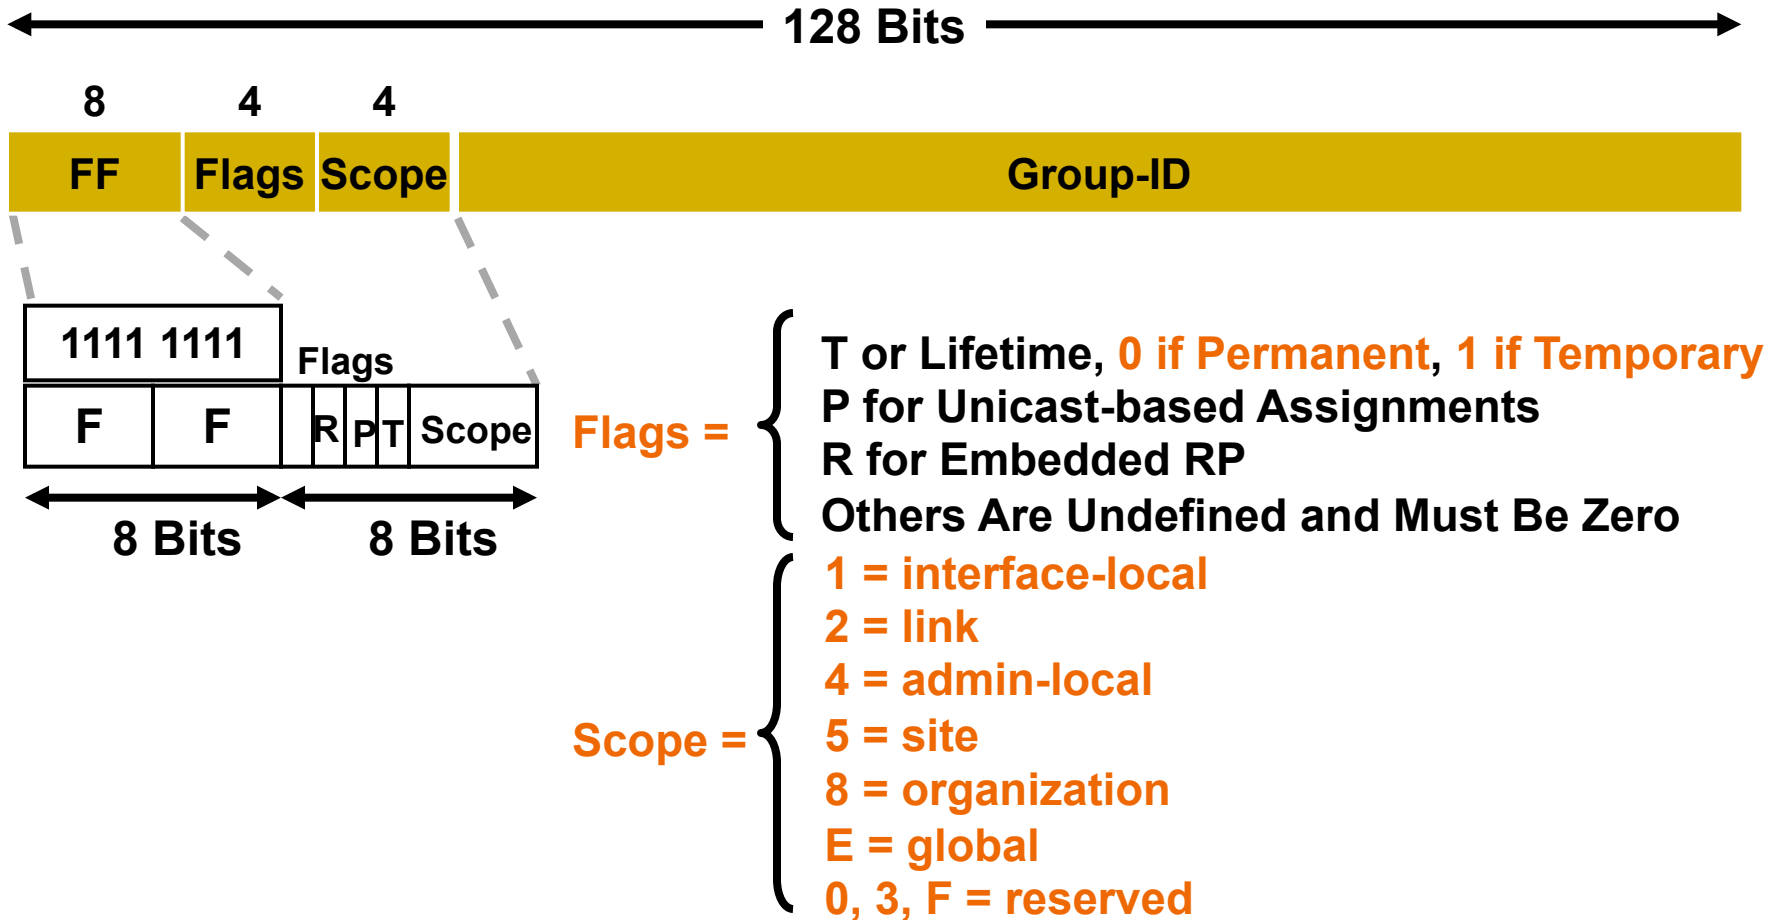 128 Bits
8 4 4
FF Flags Scope Group-ID
1111 1111
Flags
F F R P T Scope
8 Bits 8 Bits
Flags =
T or Lifetime, 0 if Permanent, 1 if Temporary
P for Unicast-based Assignments
R for Embedded RP
Others Are Undefined and Must Be Zero
Scope =
1 = interface-local
2 = link
4 = admin-local
5 = site
8 = organization
E = global
0, 3, F = reserved